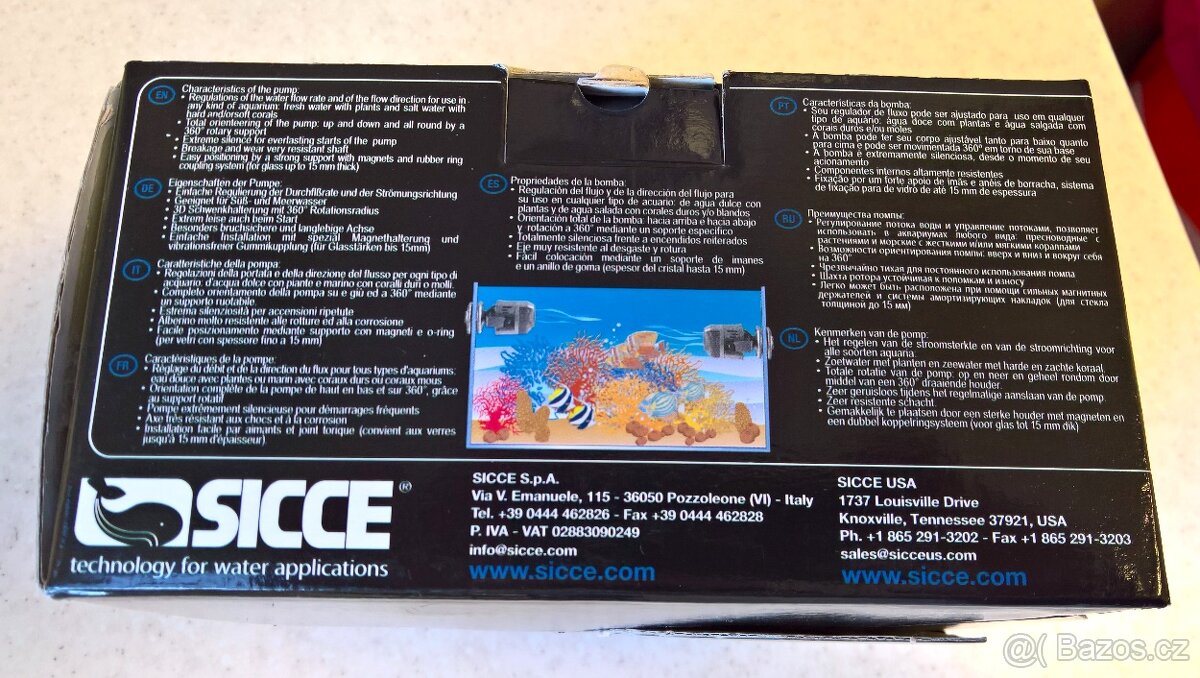 EN
Characteristics of the pump:
• Regulations of the water flow rate and of the flow direction for use in
any kind of aquarium: fresh water with plants and salt water with
hard and/orsoft corals
• Total orienteering of the pump: up and down and all round by a
360° rotary support
• Extreme silence for everlasting starts of the pump
• Breakage and wear very resistant shaft
• Easy positioning by a strong support with magnets and rubber ring
coupling system (for glass up to 15 mm thick)
DE
Eigenschaften der Pumpe:
• Einfache Regulierung der Durchflßrate und der Strömungsrichtung
• Geeignet für Süß- und Meerwasser
• 3D Schwenkhalterung mit 360° Rotationsradius
• Extrem leise auch beim Start
• Besonders bruchsichere und langlebige Achse
• Einfache Installation mit spezial Magnethalterung und
vibrationsfreier Gummikupplung (für Glasstärken bis 15mm)
IT
Caratteristiche della pompa:
• Regolazioni della portata e della direzione del flusso per ogni tipo di
acquario: d'acqua dolce con piante e marino con coralli duri o molli.
• Completo orientamento della pompa su e giù ed a 360° mediante
un supporto ruotabile
• Estrema silenziosità per accensioni ripetute
• Alberino molto resistente alle rotture ed alla corrosione
• Facile posizionamento mediante supporto con magneti e o-ring
(per vetri con spessore fino a 15 mm)
FR
Caractéristiques de la pompe:
• Réglage du débit et de la direction du flux pour tous types d'aquariums:
eau douce avec plantes ou marin avec coraux durs ou coraux mous
• Orientation complète de la pompe de haut en bas et sur 360°, grâce
au support rotatif
• Pompe extrêmement silencieuse pour démarrages fréquents
• Axe très résistant aux chocs et à la corrosion
• Installation facile par aimants et joint torique (convient aux verres
jusqu'à 15 mm d'épaisseur)
ES
Propriedades de la bomba:
• Regulación del flujo y de la dirección del flujo para
su uso en cualquier tipo de acuario: de agua dulce con
plantas y de agua salada con corales duros y/o blandos
• Orientación total de la bomba: hacia arriba e hacia abajo
y rotación a 360° mediante un soporte específico
• Totalmente silenciosa frente a encendidos reiterados
• Eje muy resistente al desgaste y rotura
• Fácil colocación mediante un soporte de imanes
e un anillo de goma (espesor del cristal hasta 15 mm)
PT
Características da bomba:
• Seu regulador de fluxo pode ser ajustado para uso em qualquer
tipo de aquário: água doce com plantas e água salgada com
corais duros e/ou moles
• A bomba pode ter seu corpo ajustável tanto para baixo quanto
para cima e pode ser movimentada 360° em torno de sua base
• A bomba é extremamente silenciosa, desde o momento de seu
acionamento
• Componentes internos altamente resistentes
• Fixação por um forte apoio de imãs e anéis de borracha, sistema
de fixação para de vidro de até 15 mm de espessura
RU
Преимущества помпы:
• Регулирование потока воды и управление потоками, позволяет
использовать в аквариумах любого вида: пресноводные с
растениями и морские с жесткими и/или мягкими кораллами
• Возможности ориентирования помпы: вверх и вниз и вокруг себя
на 360°
• Чрезвычайно тихая для постоянного использования помпа
• Шахта ротора устойчивая к поломкам и износу
• Легко может быть расположена при помощи сильных магнитных
держателей и системы амортизирующих накладок (для стекла
толщиной до 15 мм)
NL
Kenmerken van de pomp:
• Het regelen van de stroomsterkte en van de stroomrichting voor
alle soorten aquaria:
• Zoetwater met planten en zeewater met harde en zachte koraal.
• Totale rotatie van de pomp: op en neer en geheel rondom door
middel van een 360° draaiende houder.
• Zeer geruisloos tijdens het regelmatige aanslaan van de pomp.
• Zeer resistente schacht.
• Gemakkelijk te plaatsen door een sterke houder met magneten en
een dubbel koppelringsysteem (voor glas tot 15 mm dik)
SICCE®
technology for water applications
SICCE S.p.A.
Via V. Emanuele, 115 - 36050 Pozzoleone (VI) - Italy
Tel. +39 0444 462826 - Fax +39 0444 462828
P. IVA - VAT 02883090249
info@sicce.com
www.sicce.com
SICCE USA
1737 Louisville Drive
Knoxville, Tennessee 37921, USA
Ph. +1 865 291-3202 - Fax +1 865 291-3203
sales@sicceus.com
www.sicce.com
@( Bazos.cz